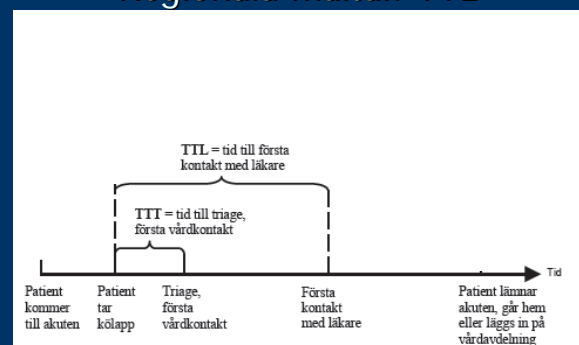 TTL = tid till första
kontakt med läkare
TTT = tid till triage,
första vårdkontakt
Tid
Patient
kommer
till akuten
Patient
tar
kölapp
Triage,
första
vårdkontakt
Första
kontakt
med läkare
Patient lämnar
akuten, går hem
eller läggs in på
vårdavdelning